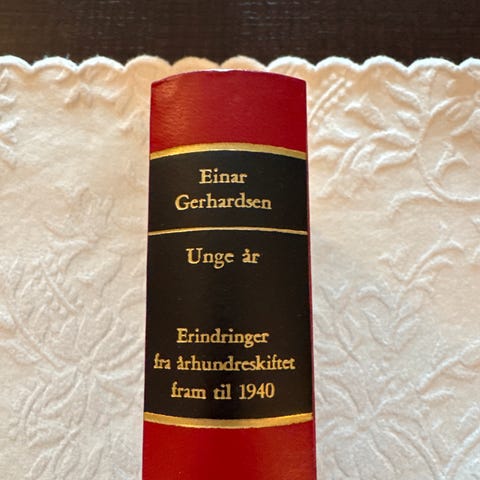 Einar
Gerhardsen
Unge år
Erindringer
fra århundreskiftet
fram til 1940